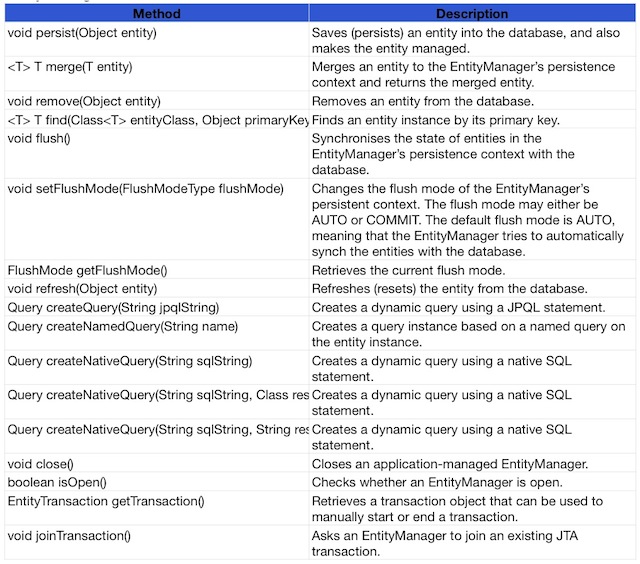 Method Description
void persist(Object entity) Saves (persists) an entity into the database, and also
makes the entity managed.
<T> T merge(T entity) Merges an entity to the EntityManager's persistence
context and returns the merged entity.
void remove(Object entity) Removes an entity from the database.
<T> T find(Class<T> entityClass, Object primaryKey Finds an entity instance by its primary key.
void flush() Synchronises the state of entities in the
EntityManager's persistence context with the
database.
void setFlushMode(FlushModeType flushMode) Changes the flush mode of the EntityManager's
persistent context. The flush mode may either be
AUTO or COMMIT. The default flush mode is AUTO,
meaning that the EntityManager tries to automatically
synch the entities with the database.
FlushMode getFlushMode() Retrieves the current flush mode.
void refresh(Object entity) Refreshes (resets) the entity from the database.
Query createQuery(String jpqlString) Creates a dynamic query using a JPQL statement.
Query createNamedQuery(String name) Creates a query instance based on a named query on
the entity instance.
Query createNativeQuery(String sqlString) Creates a dynamic query using a native SQL
statement.
Query createNativeQuery(String sqlString, Class res Creates a dynamic query using a native SQL
statement.
Query createNativeQuery(String sqlString, String res Creates a dynamic query using a native SQL
statement.
void close() Closes an application-managed EntityManager.
boolean isOpen() Checks whether an EntityManager is open.
EntityTransaction getTransaction() Retrieves a transaction object that can be used to
manually start or end a transaction.
void joinTransaction() Asks an EntityManager to join an existing JTA
transaction.